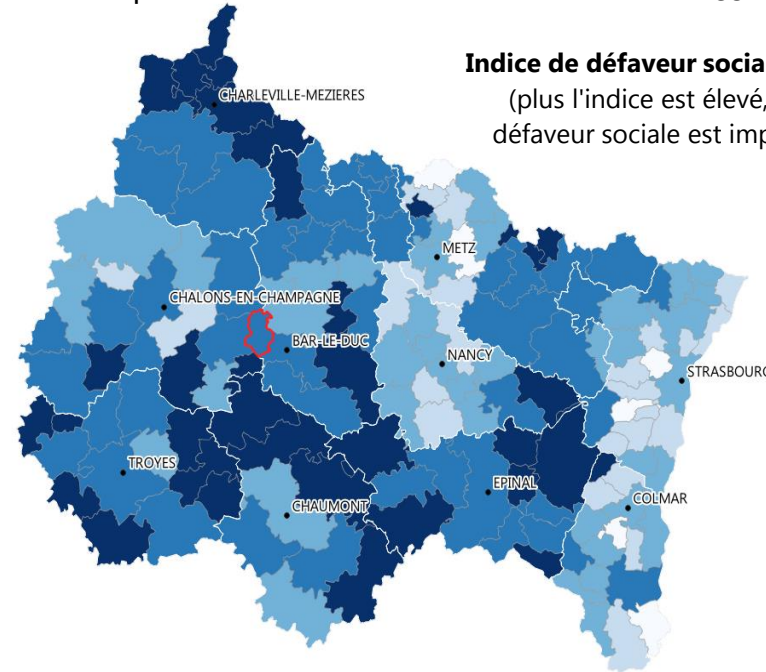 Indice de défaveur socia
(plus l'indice est élevé,
défaveur sociale est imp
CHARLEVILLE-MEZIERES
METZ
CHALONS-EN-CHAMPAGNE
BAR-LE-DUC
NANCY
STRASBOURG
TROYES
EPINAL
CHAUMONT
COLMAR